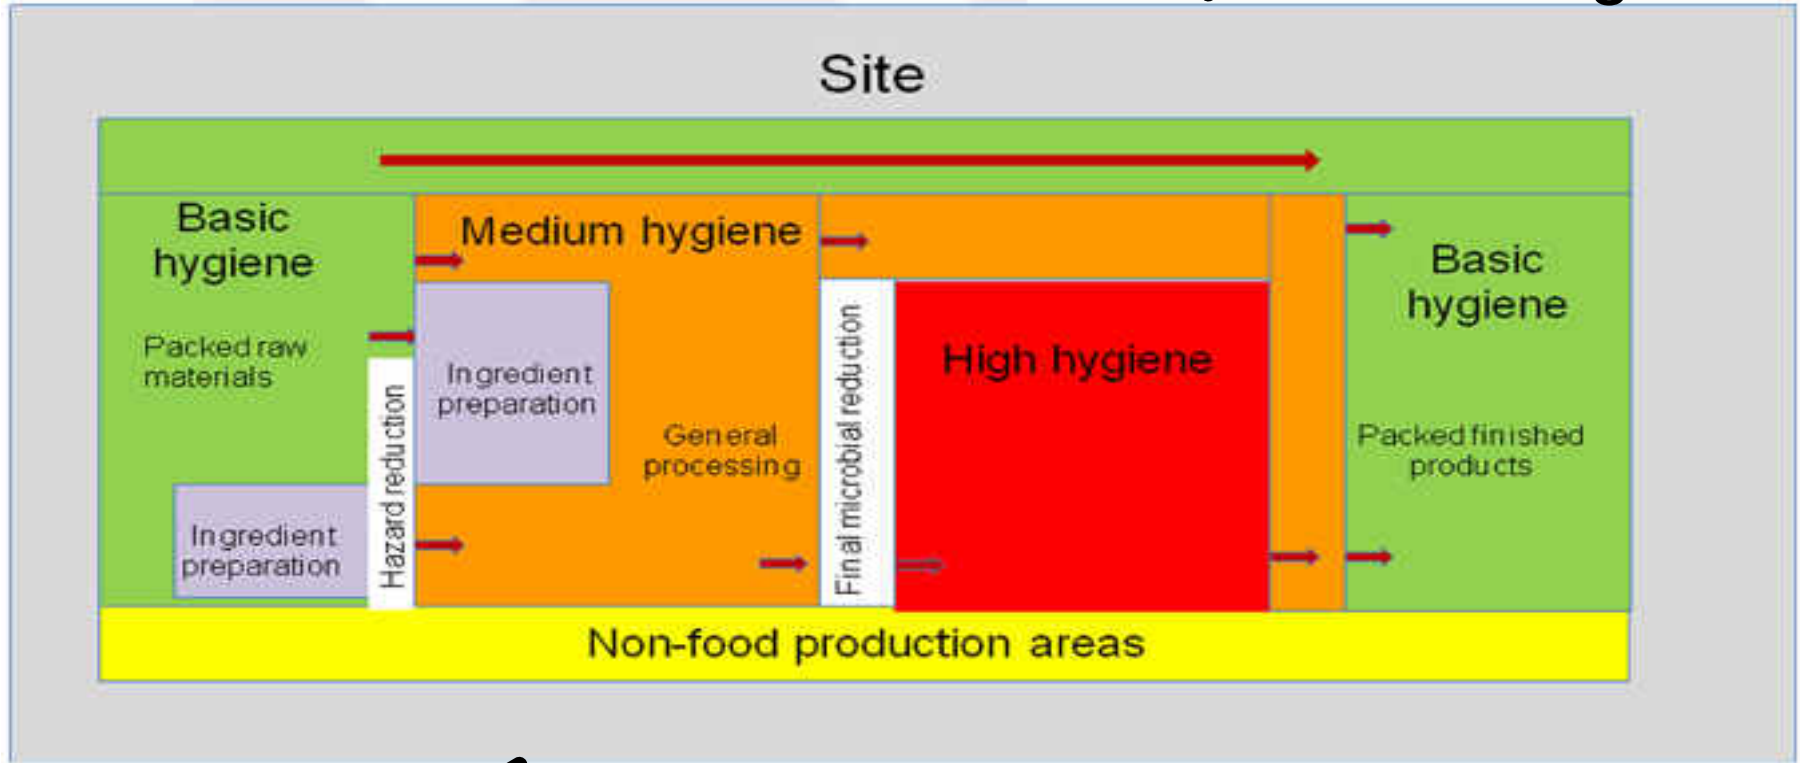 Site
Basic
hygiene
Packed raw
materials
Ingredient
preparation
Hazard reduction
Medium hygiene
Ingredient
preparation
General
processing
Final microbial reduction
High hygiene
Basic
hygiene
Packed finished
products
Non-food production areas